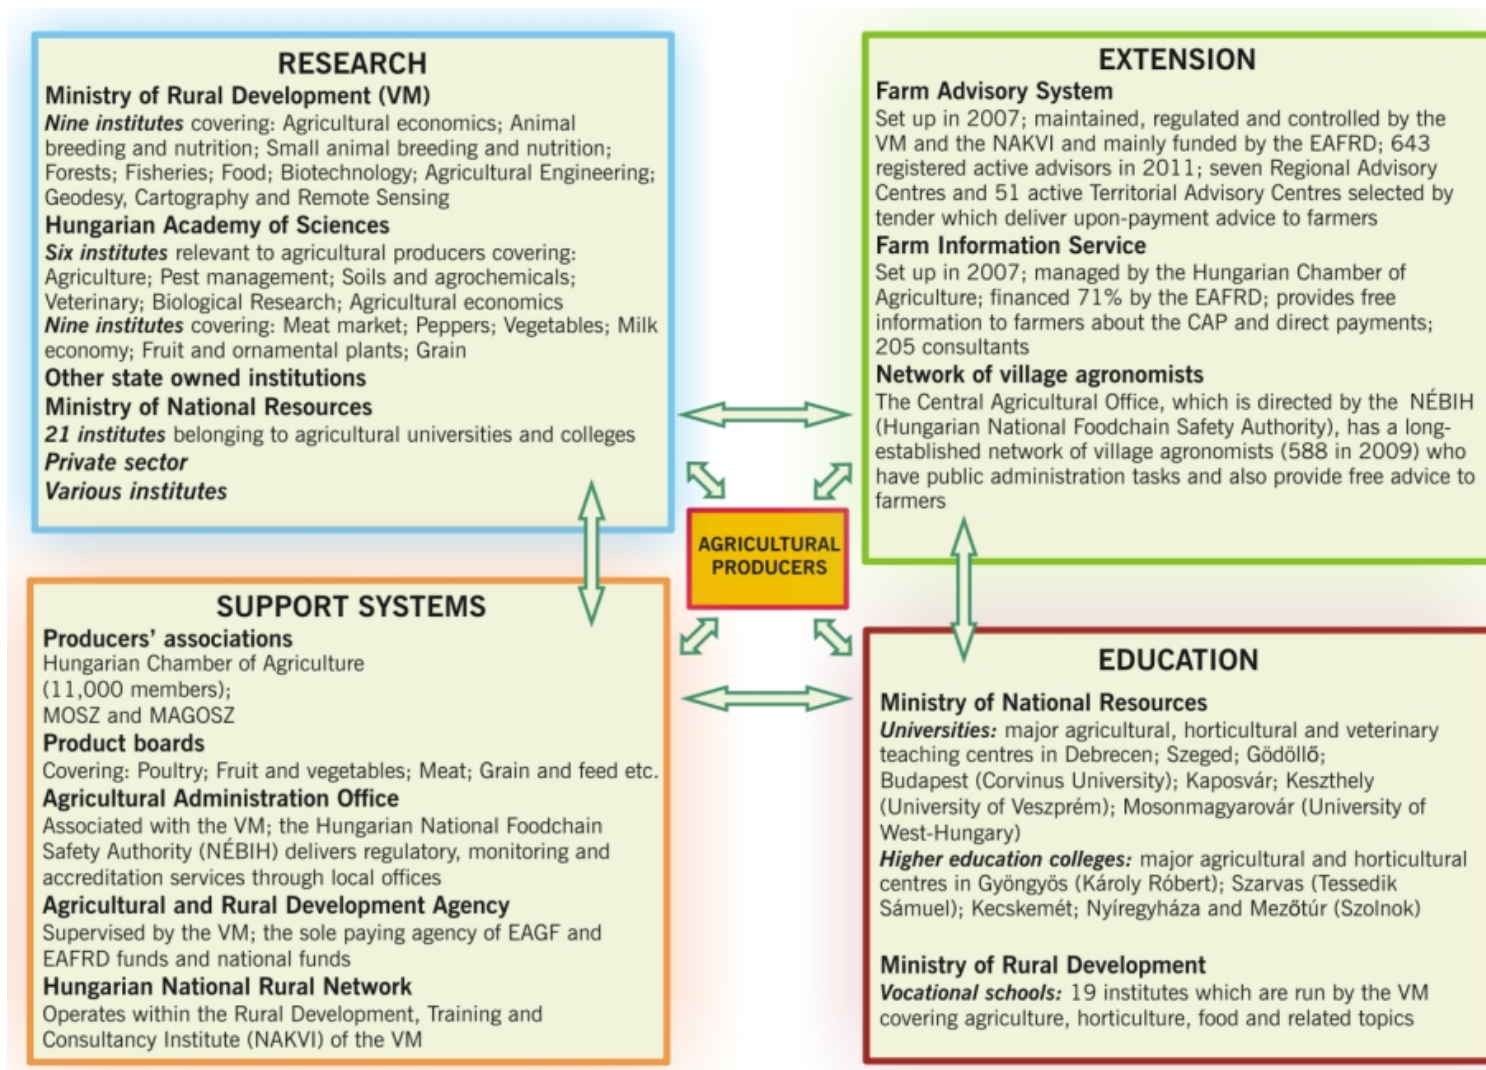 RESEARCH
Ministry of Rural Development (VM)
Nine institutes covering: Agricultural economics; Animal
breeding and nutrition; Small animal breeding and nutrition;
Forests; Fisheries; Food; Biotechnology; Agricultural Engineering;
Geodesy, Cartography and Remote Sensing
Hungarian Academy of Sciences
Six institutes relevant to agricultural producers covering:
Agriculture; Pest management; Soils and agrochemicals;
Veterinary; Biological Research; Agricultural economics
Nine institutes covering: Meat market; Peppers; Vegetables; Milk
economy; Fruit and ornamental plants; Grain
Other state owned institutions
Ministry of National Resources
21 institutes belonging to agricultural universities and colleges
Private sector
Various institutes
EXTENSION
Farm Advisory System
Set up in 2007; maintained, regulated and controlled by the
VM and the NAKVI and mainly funded by the EAFRD; 643
registered active advisors in 2011; seven Regional Advisory
Centres and 51 active Territorial Advisory Centres selected by
tender which deliver upon-payment advice to farmers
Farm Information Service
Set up in 2007; managed by the Hungarian Chamber of
Agriculture; financed 71% by the EAFRD; provides free
information to farmers about the CAP and direct payments;
205 consultants
Network of village agronomists
The Central Agricultural Office, which is directed by the NÉBIH
(Hungarian National Foodchain Safety Authority), has a long-
established network of village agronomists (588 in 2009) who
have public administration tasks and also provide free advice to
farmers
AGRICULTURAL
PRODUCERS
SUPPORT SYSTEMS
Producers' associations
Hungarian Chamber of Agriculture
(11,000 members);
MOSZ and MAGOSZ
Product boards
Covering: Poultry; Fruit and vegetables; Meat; Grain and feed etc.
Agricultural Administration Office
Associated with the VM; the Hungarian National Foodchain
Safety Authority (NÉBIH) delivers regulatory, monitoring and
accreditation services through local offices
Agricultural and Rural Development Agency
Supervised by the VM; the sole paying agency of EAGF and
EAFRD funds and national funds
Hungarian National Rural Network
Operates within the Rural Development, Training and
Consultancy Institute (NAKVI) of the VM
EDUCATION
Ministry of National Resources
Universities: major agricultural, horticultural and veterinary
teaching centres in Debrecen; Szeged; Gödöllő;
Budapest (Corvinus University); Kaposvár; Keszthely
(University of Veszprém); Mosonmagyarovár (University of
West-Hungary)
Higher education colleges: major agricultural and horticultural
centres in Gyöngyös (Károly Róbert); Szarvas (Tessedik
Sámuel); Kecskemét; Nyíregyháza and Mezőtúr (Szolnok)
Ministry of Rural Development
Vocational schools: 19 institutes which are run by the VM
covering agriculture, horticulture, food and related topics